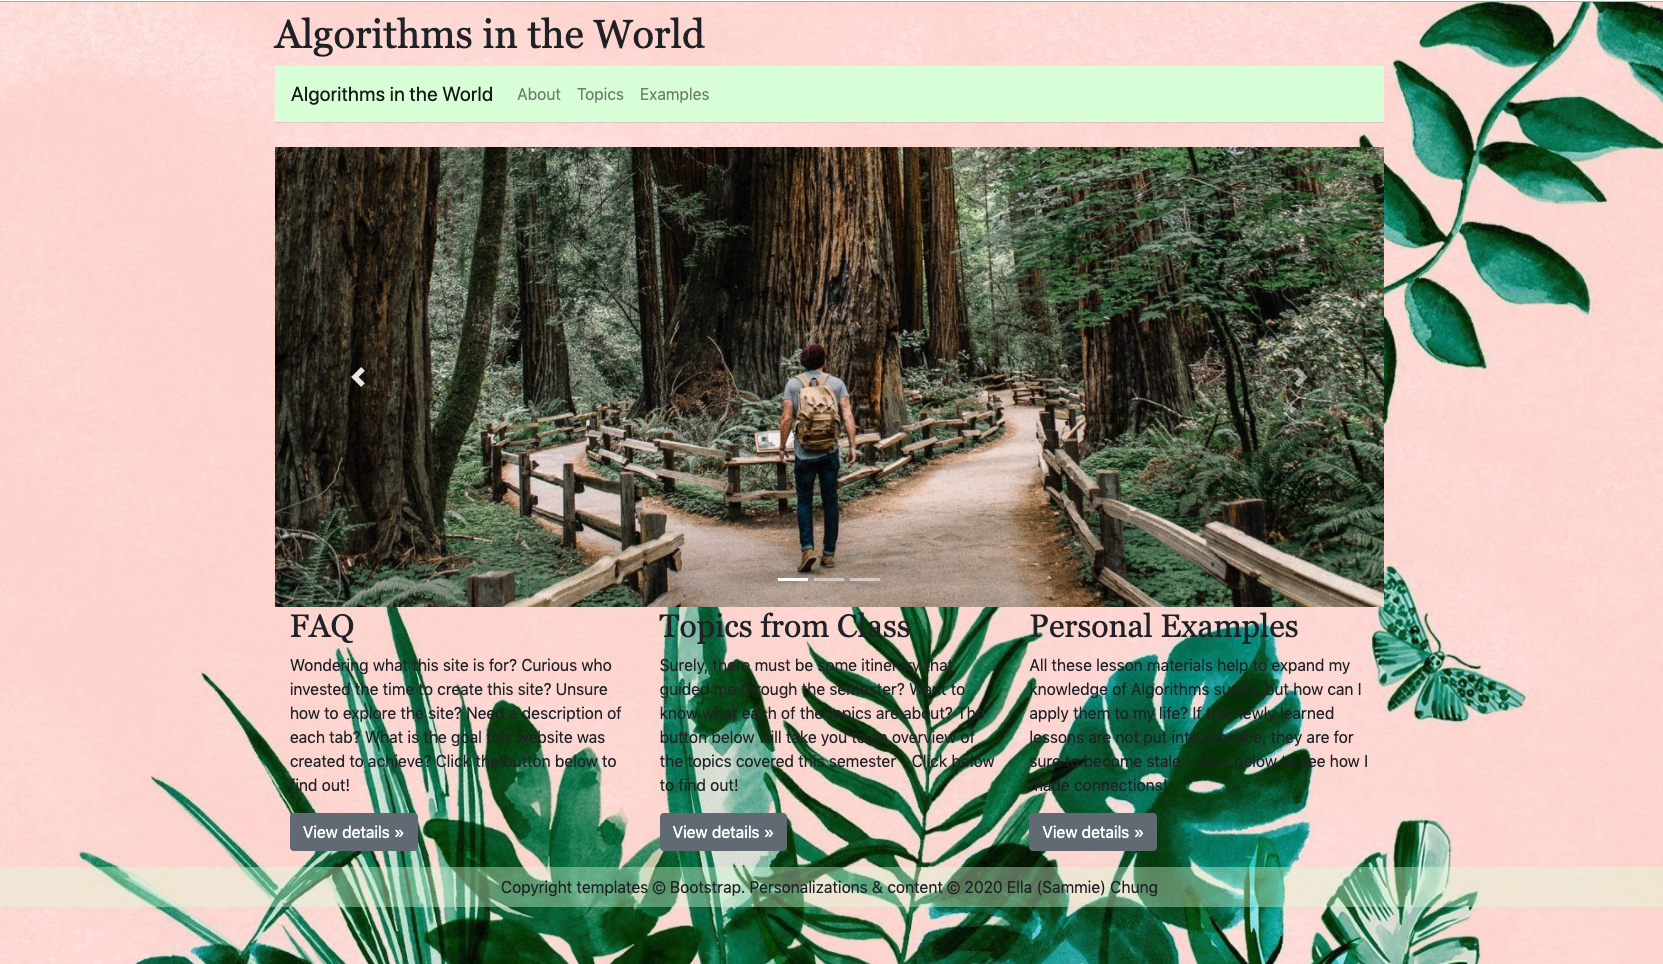 Algorithms in the World
Algorithms in the World About Topics Examples
FAQ
Wondering what this site is for? Curious who
invested the time to create this site? Unsure
how to explore the site? Need a description of
each tab? What is the goal this website was
created to achieve? Click the button below to
find out!
View details »
Topics from Class
Surely, there must be some itinerary that
guided me through the semester? Want to
know what each of the topics are about? The
button below will take you to an overview of
the topics covered this semester Click below
to find out!
View details »
Personal Examples
All these lesson materials help to expand my
knowledge of Algorithms but how can I
apply them to my life? If the newly learned
lessons are not put into practice, they are for
sure to become stale below to see how I
made connections!
View details »
Copyright templates © Bootstrap. Personalizations & content © 2020 Ella (Sammie) Chung